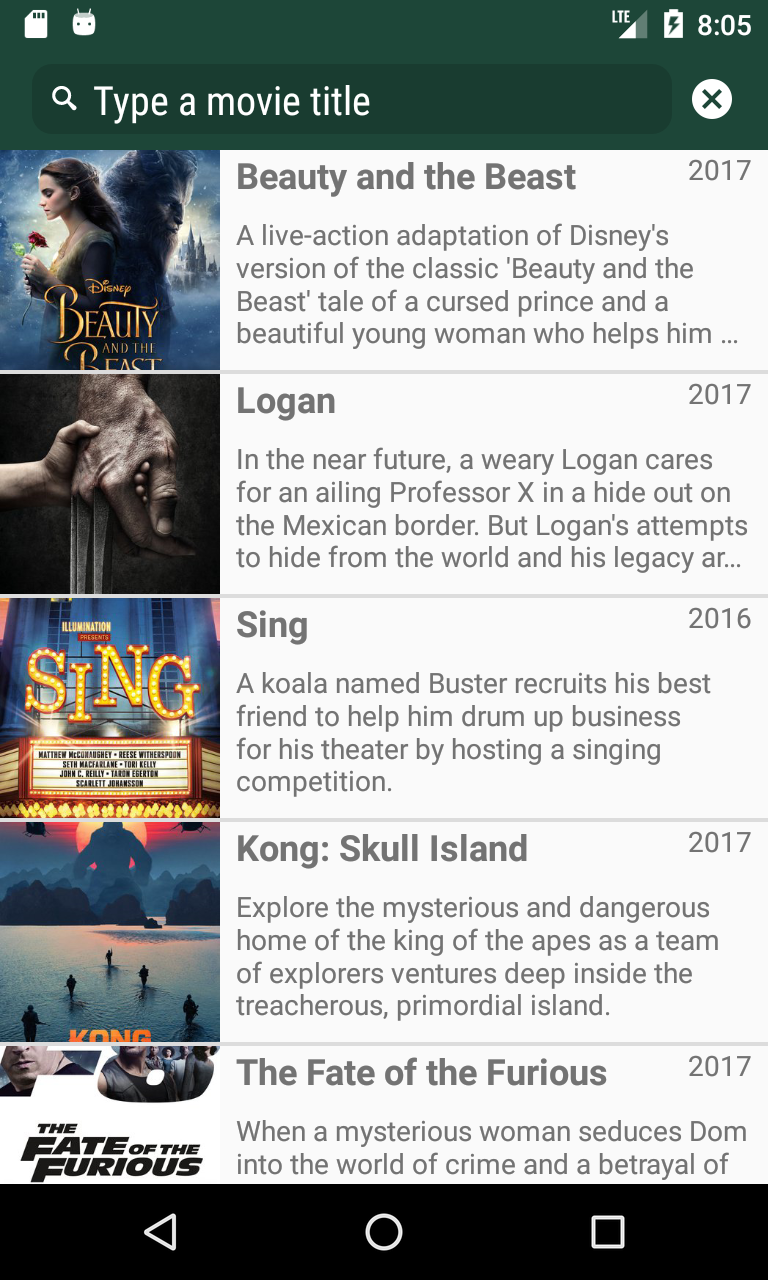 LTE 8:05
Type a movie title
Beauty and the Beast 2017
A live-action adaptation of Disney's
version of the classic 'Beauty and the
Beast' tale of a cursed prince and a
beautiful young woman who helps him ...
DISNEY
BEAUTY
AND THE
BEAST
Logan 2017
In the near future, a weary Logan cares
for an ailing Professor X in a hide out on
the Mexican border. But Logan's attempts
to hide from the world and his legacy ar...
Sing 2016
A koala named Buster recruits his best
friend to help him drum up business
for his theater by hosting a singing
competition.
ILLUMINATION
PRESENTS
SING
MATTHEW McCONAUGHEY • REESE WITHERSPOON
SETH MACFARLANE • TORI KELLY
JOHN C. REILLY • TARON EGERTON
SCARLETT JOHANSSON
Kong: Skull Island 2017
Explore the mysterious and dangerous
home of the king of the apes as a team
of explorers ventures deep inside the
treacherous, primordial island.
KONG
The Fate of the Furious 2017
When a mysterious woman seduces Dom
into the world of crime and a betrayal of
THE
FATE OF THE
FURIOUS